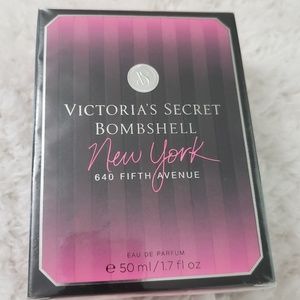 VS
VICTORIA'S SECRET
BOMBSHELL
New York
640 FIFTH AVENUE
EAU DE PARFUM
e 50 ml/1.7 fl oz